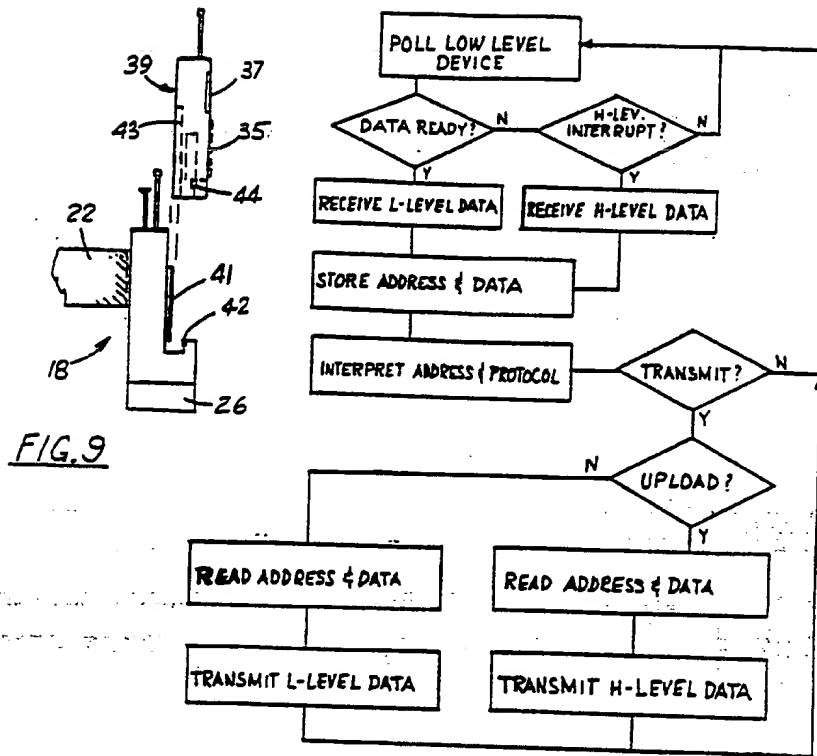 39
37
43
35
44
22
41
42
18
26
FIG.9
POLL LOW LEVEL
DEVICE
DATA READY?
N
H-LEV.
INTERRUPT?
N
Y
Y
RECEIVE L-LEVEL DATA
RECEIVE H-LEVEL DATA
STORE ADDRESS & DATA
INTERPRET ADDRESS & PROTOCOL
TRANSMIT?
N
Y
N
UPLOAD?
Y
READ ADDRESS & DATA
READ ADDRESS & DATA
TRANSMIT L-LEVEL DATA
TRANSMIT H-LEVEL DATA